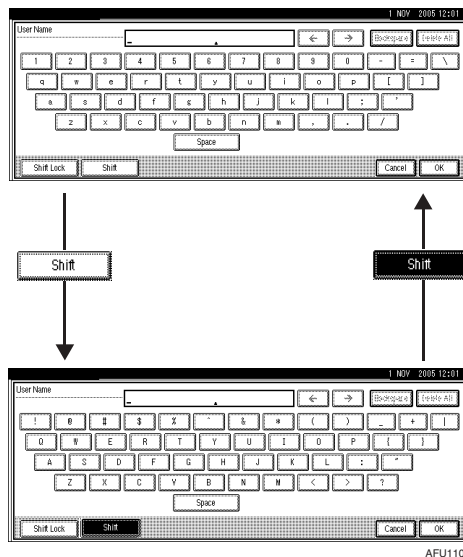 1 NOV 2005 12:01
User Name
_ ← → Backspace Delete All
1 2 3 4 5 6 7 8 9 0 - = \
q w e r t y u i o p [ ]
a s d f g h j k l ; '
z x c v b n m , . /
Space
Shift Lock Shift Cancel OK
Shift Shift
1 NOV 2005 12:01
User Name
_ ← → Backspace Delete All
! @ # $ % ^ & * ( ) _ + |
Q W E R T Y U I O P { }
A S D F G H J K L : "
Z X C V B N M < > ?
Space
Shift Lock Shift Cancel OK
AFU110